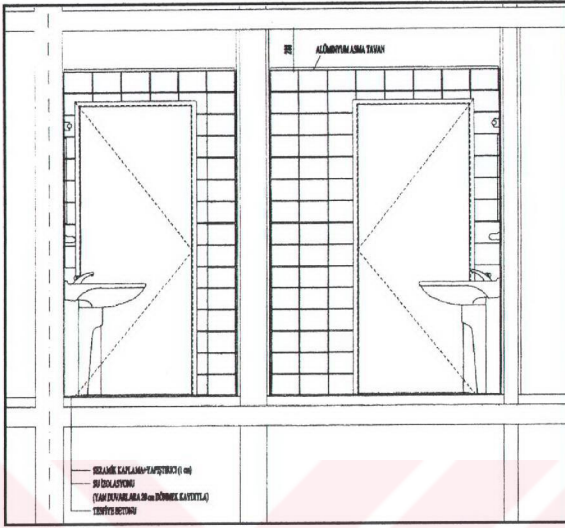 ALÜMİNYUM ASMA TAVAN
SERAMİK KAPLAMA+YAPIŞTIRICI (1 cm)
SU İZOLASYONU
(YAN DUVARLARA 20 cm DÖNMEK KAYDIYLA)
TESVİYE BETONU